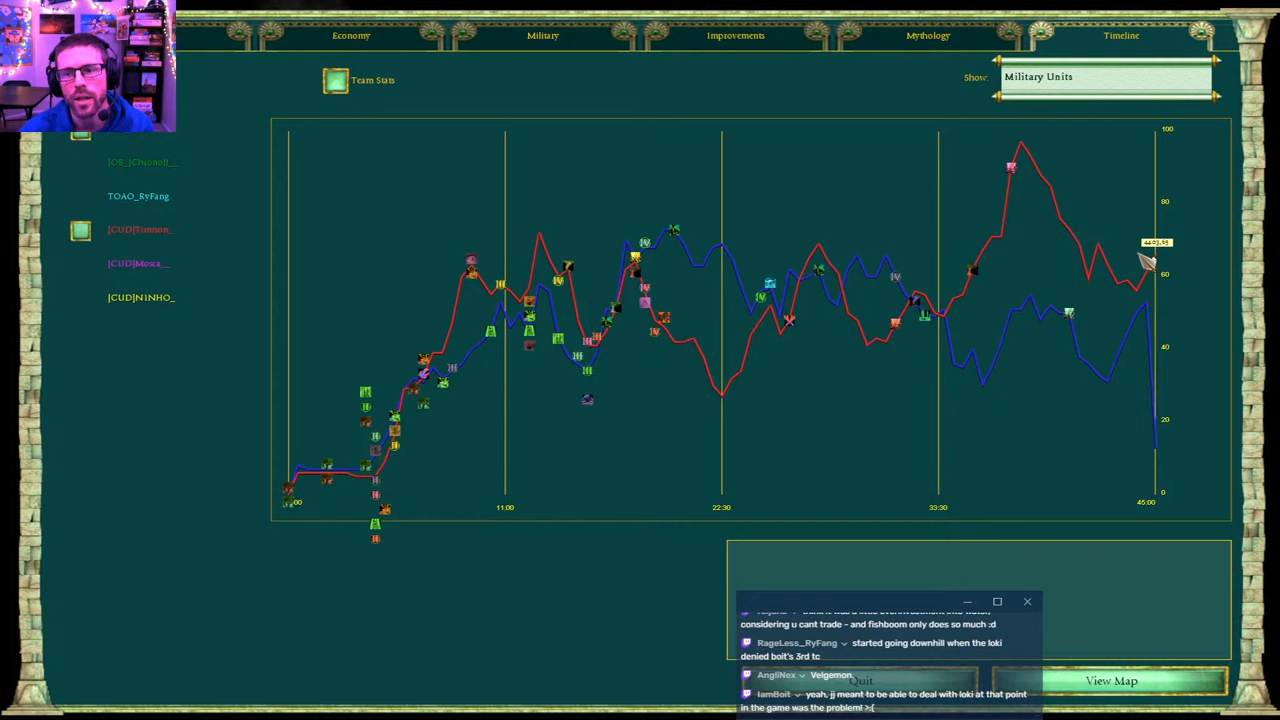 Economy
Military
Improvements
Mythology
Timeline
Team Stats
Show:
Military Units
TOAO_RyFang
[CUD]Mosca__
[CUD]NINHO_
100
80
60
40
20
0
:00
11:00
22:30
33:30
45:00
considering u cant trade - and fishboom only does so much :d
RageLess_RyFang started going downhill when the loki
denied boit's 3rd tc
AngliNex Velgemon.
IamBoit yeah, jj meant to be able to deal with loki at that point
in the game was the problem! >:(
Quit
View Map